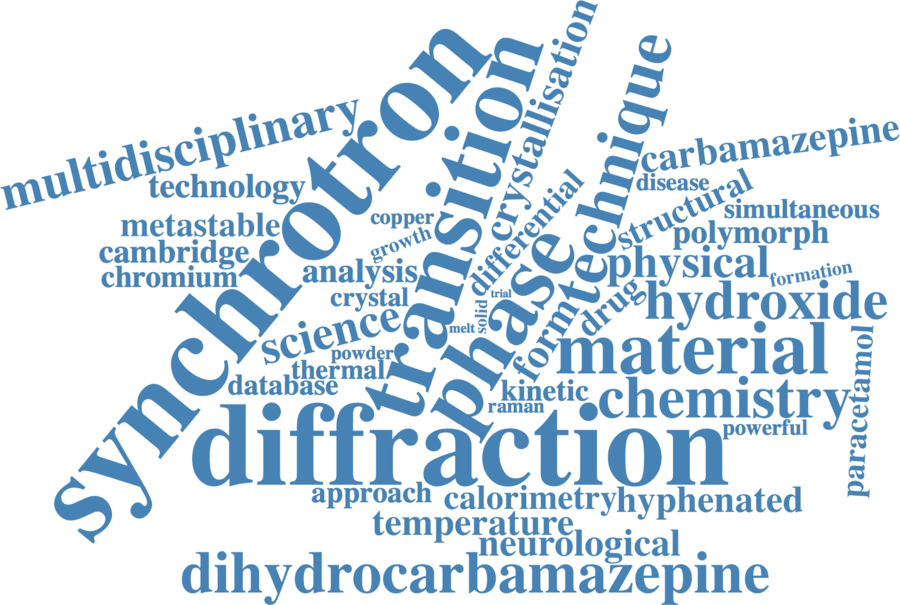 synchrotron
transition
crystallisation
technique
multidisciplinary
technology
carbamazepine
disease
structural
simultaneous
metastable
copper
differential
polymorph
cambridge
growth
physical
chromium
analysis
phase
formation
crystal
solid
trial
drug
hydroxide
science
melt
form
material
powder
thermal
paracetamol
database
kinetic
chemistry
raman
diffraction
powerful
approach
calorimetry
hyphenated
temperature
neurological
dihydrocarbamazepine